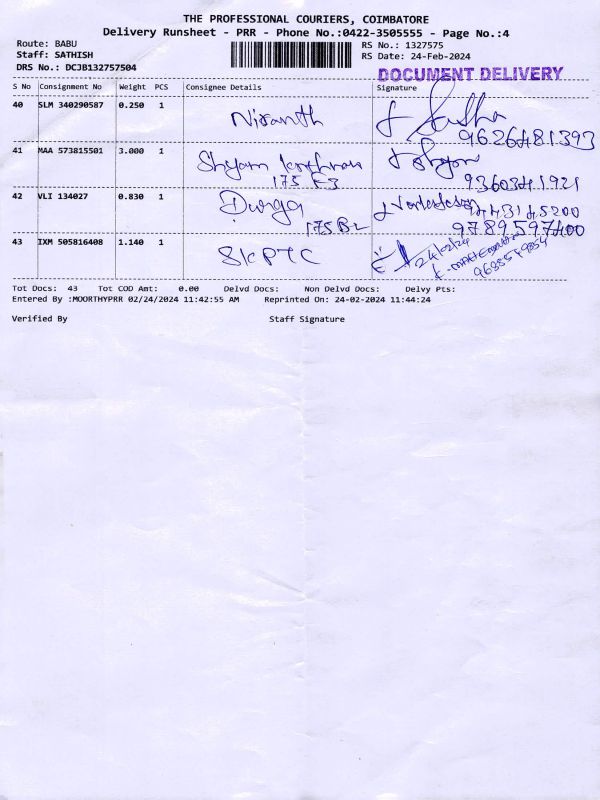 THE PROFESSIONAL COURIERS, COIMBATORE
Delivery Runsheet - PRR - Phone No.:0422-3505555 - Page No.:4
Route: BABU
Staff: SATHISH
DRS No.: DCJB132757504
RS No.: 1327575
RS Date: 24-Feb-2024
DOCUMENT DELIVERY
S No Consignment No Weight PCS Consignee Details Signature
40 SLM 340290587 0.250 1 Nisanth
9626481393
41 MAA 573815501 3.000 1 Shyam
175 F3
9360341921
42 VLI 134027 0.830 1 Durga
175 B2
9789597400
43 IXM 505816408 1.140 1 SKPTC
24/02/24
Tot Docs: 43 Tot COD Amt: 0.00 Delvd Docs: Non Delvd Docs: Delvy Pts:
Entered By :MOORTHYPRR 02/24/2024 11:42:55 AM Reprinted On: 24-02-2024 11:44:24
Verified By Staff Signature